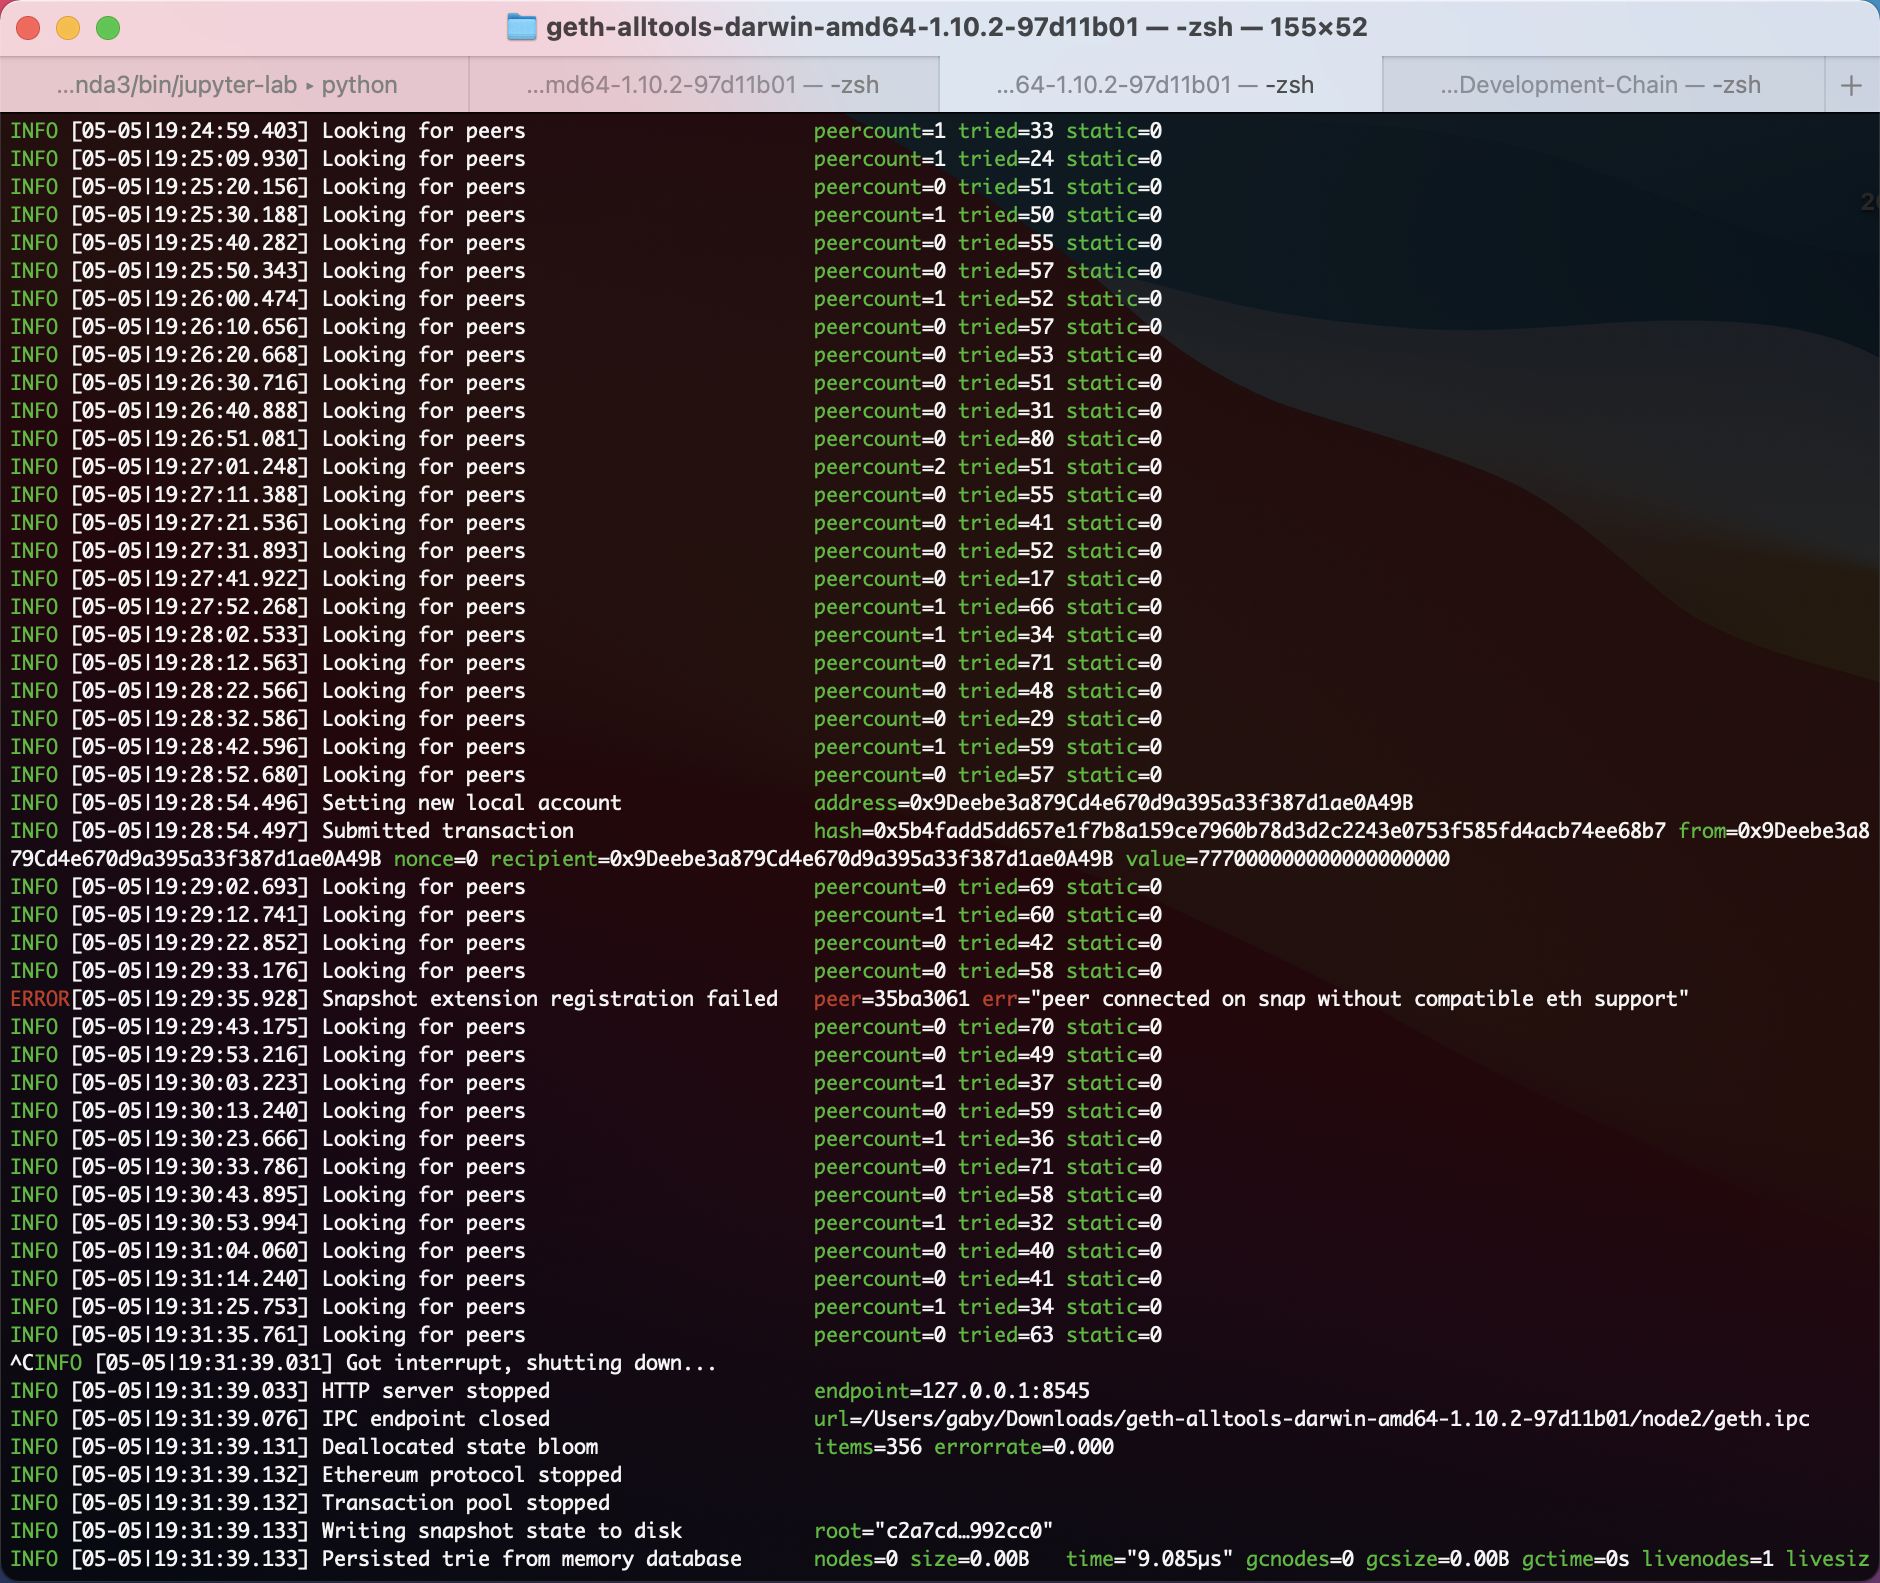 geth-alltools-darwin-amd64-1.10.2-97d11b01 — -zsh — 155×52
...nda3/bin/jupyter-lab ▸ python ...md64-1.10.2-97d11b01 — -zsh ...64-1.10.2-97d11b01 — -zsh ...Development-Chain — -zsh +
INFO [05-05|19:24:59.403] Looking for peers peercount=1 tried=33 static=0
INFO [05-05|19:25:09.930] Looking for peers peercount=1 tried=24 static=0
INFO [05-05|19:25:20.156] Looking for peers peercount=0 tried=51 static=0
INFO [05-05|19:25:30.188] Looking for peers peercount=1 tried=50 static=0
INFO [05-05|19:25:40.282] Looking for peers peercount=0 tried=55 static=0
INFO [05-05|19:25:50.343] Looking for peers peercount=0 tried=57 static=0
INFO [05-05|19:26:00.474] Looking for peers peercount=1 tried=52 static=0
INFO [05-05|19:26:10.656] Looking for peers peercount=0 tried=57 static=0
INFO [05-05|19:26:20.668] Looking for peers peercount=0 tried=53 static=0
INFO [05-05|19:26:30.716] Looking for peers peercount=0 tried=51 static=0
INFO [05-05|19:26:40.888] Looking for peers peercount=0 tried=31 static=0
INFO [05-05|19:26:51.081] Looking for peers peercount=0 tried=80 static=0
INFO [05-05|19:27:01.248] Looking for peers peercount=2 tried=51 static=0
INFO [05-05|19:27:11.388] Looking for peers peercount=0 tried=55 static=0
INFO [05-05|19:27:21.536] Looking for peers peercount=0 tried=41 static=0
INFO [05-05|19:27:31.893] Looking for peers peercount=0 tried=52 static=0
INFO [05-05|19:27:41.922] Looking for peers peercount=0 tried=17 static=0
INFO [05-05|19:27:52.268] Looking for peers peercount=1 tried=66 static=0
INFO [05-05|19:28:02.533] Looking for peers peercount=1 tried=34 static=0
INFO [05-05|19:28:12.563] Looking for peers peercount=0 tried=71 static=0
INFO [05-05|19:28:22.566] Looking for peers peercount=0 tried=48 static=0
INFO [05-05|19:28:32.586] Looking for peers peercount=0 tried=29 static=0
INFO [05-05|19:28:42.596] Looking for peers peercount=1 tried=59 static=0
INFO [05-05|19:28:52.680] Looking for peers peercount=0 tried=57 static=0
INFO [05-05|19:28:54.496] Setting new local account address=0x9Deebe3a879Cd4e670d9a395a33f387d1ae0A49B
INFO [05-05|19:28:54.497] Submitted transaction hash=0x5b4fadd5dd657e1f7b8a159ce7960b78d3d2c2243e0753f585fd4acb74ee68b7 from=0x9Deebe3a8
79Cd4e670d9a395a33f387d1ae0A49B nonce=0 recipient=0x9Deebe3a879Cd4e670d9a395a33f387d1ae0A49B value=777000000000000000000
INFO [05-05|19:29:02.693] Looking for peers peercount=0 tried=69 static=0
INFO [05-05|19:29:12.741] Looking for peers peercount=1 tried=60 static=0
INFO [05-05|19:29:22.852] Looking for peers peercount=0 tried=42 static=0
INFO [05-05|19:29:33.176] Looking for peers peercount=0 tried=58 static=0
ERROR[05-05|19:29:35.928] Snapshot extension registration failed peer=35ba3061 err="peer connected on snap without compatible eth support"
INFO [05-05|19:29:43.175] Looking for peers peercount=0 tried=70 static=0
INFO [05-05|19:29:53.216] Looking for peers peercount=0 tried=49 static=0
INFO [05-05|19:30:03.223] Looking for peers peercount=1 tried=37 static=0
INFO [05-05|19:30:13.240] Looking for peers peercount=0 tried=59 static=0
INFO [05-05|19:30:23.666] Looking for peers peercount=1 tried=36 static=0
INFO [05-05|19:30:33.786] Looking for peers peercount=0 tried=71 static=0
INFO [05-05|19:30:43.895] Looking for peers peercount=0 tried=58 static=0
INFO [05-05|19:30:53.994] Looking for peers peercount=1 tried=32 static=0
INFO [05-05|19:31:04.060] Looking for peers peercount=0 tried=40 static=0
INFO [05-05|19:31:14.240] Looking for peers peercount=0 tried=41 static=0
INFO [05-05|19:31:25.753] Looking for peers peercount=1 tried=34 static=0
INFO [05-05|19:31:35.761] Looking for peers peercount=0 tried=63 static=0
^CINFO [05-05|19:31:39.031] Got interrupt, shutting down...
INFO [05-05|19:31:39.033] HTTP server stopped endpoint=127.0.0.1:8545
INFO [05-05|19:31:39.076] IPC endpoint closed url=/Users/gaby/Downloads/geth-alltools-darwin-amd64-1.10.2-97d11b01/node2/geth.ipc
INFO [05-05|19:31:39.131] Deallocated state bloom items=356 errorrate=0.000
INFO [05-05|19:31:39.132] Ethereum protocol stopped
INFO [05-05|19:31:39.132] Transaction pool stopped
INFO [05-05|19:31:39.133] Writing snapshot state to disk root="c2a7cd…992cc0"
INFO [05-05|19:31:39.133] Persisted trie from memory database nodes=0 size=0.00B time="9.085µs" gcnodes=0 gcsize=0.00B gctime=0s livenodes=1 livesiz